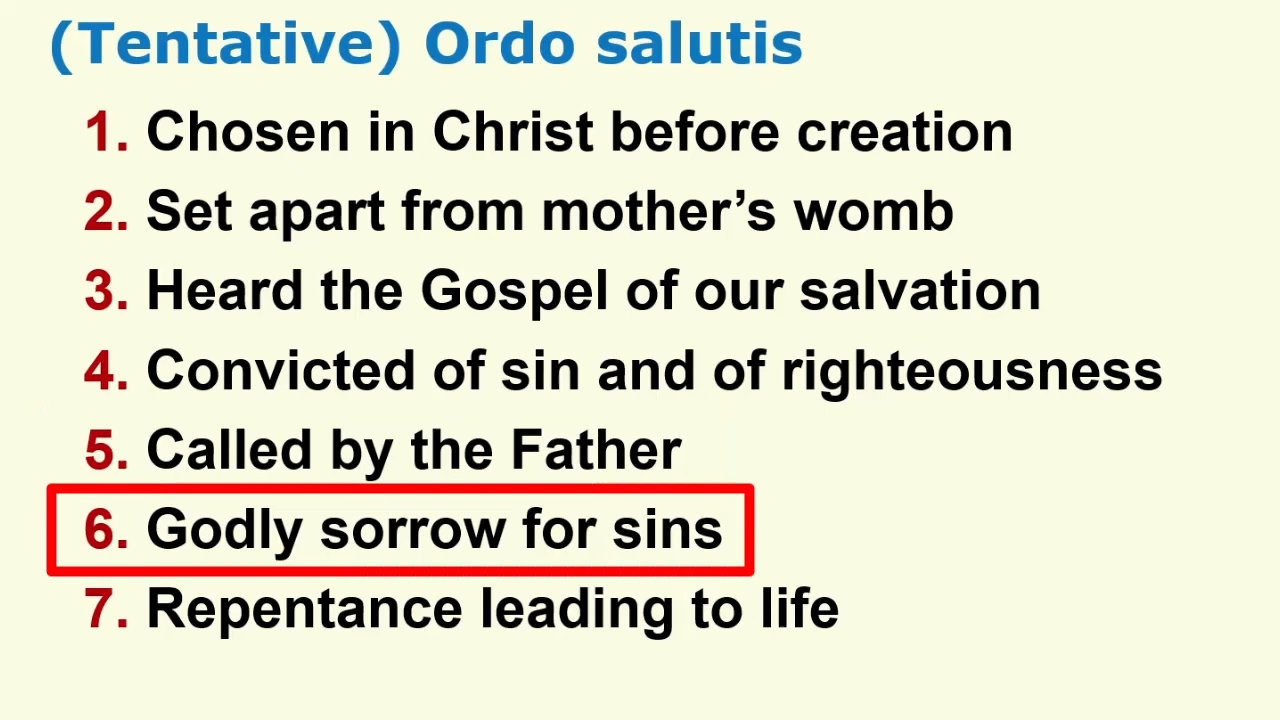 (Tentative) Ordo salutis
1. Chosen in Christ before creation
2. Set apart from mother’s womb
3. Heard the Gospel of our salvation
4. Convicted of sin and of righteousness
5. Called by the Father
6. Godly sorrow for sins
7. Repentance leading to life